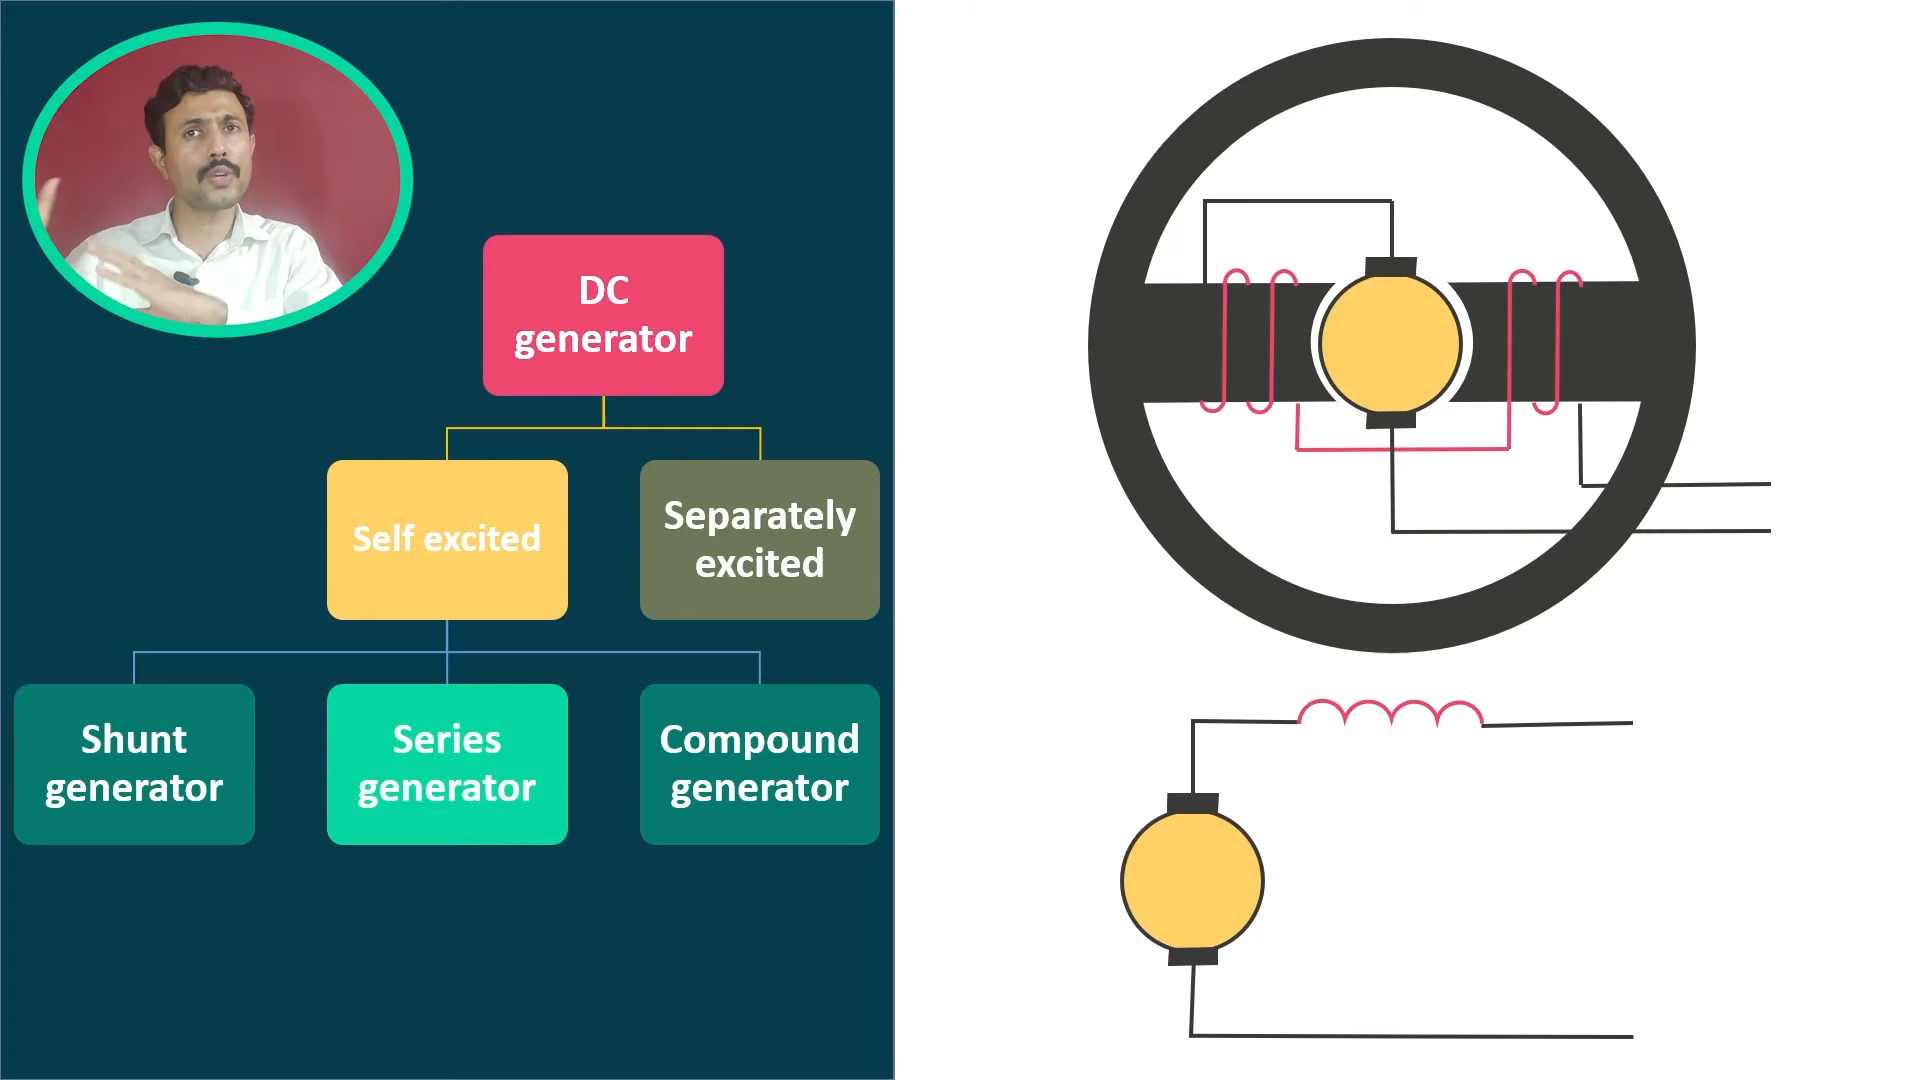 DC
generator
Self excited
Separately
excited
Shunt
generator
Series
generator
Compound
generator